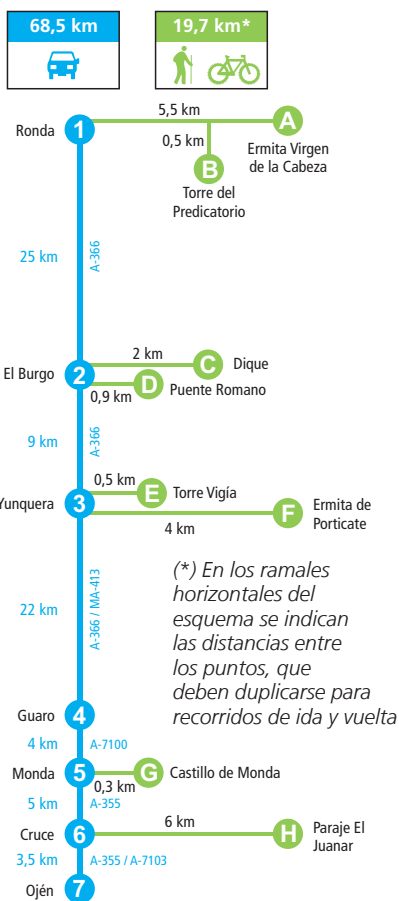 68,5 km
19,7 km*
5,5 km
Ronda
1
A
0,5 km
Ermita Virgen
de la Cabeza
B
Torre del
Predicatorio
25 km
A-366
2 km
El Burgo
2
C
Dique
D
Puente Romano
0,9 km
9 km
A-366
0,5 km
E
Torre Vigía
Yunquera
3
F
Ermita de
Porticate
4 km
(*) En los ramales
horizontales del
esquema se indican
las distancias entre
los puntos, que
deben duplicarse para
recorridos de ida y vuelta
22 km
A-366 / MA-413
Guaro
4
4 km
A-7100
Monda
5
G
Castillo de Monda
0,3 km
5 km
A-355
6 km
Cruce
6
H
Paraje El
Juanar
3,5 km
A-355 / A-7103
Ojén
7